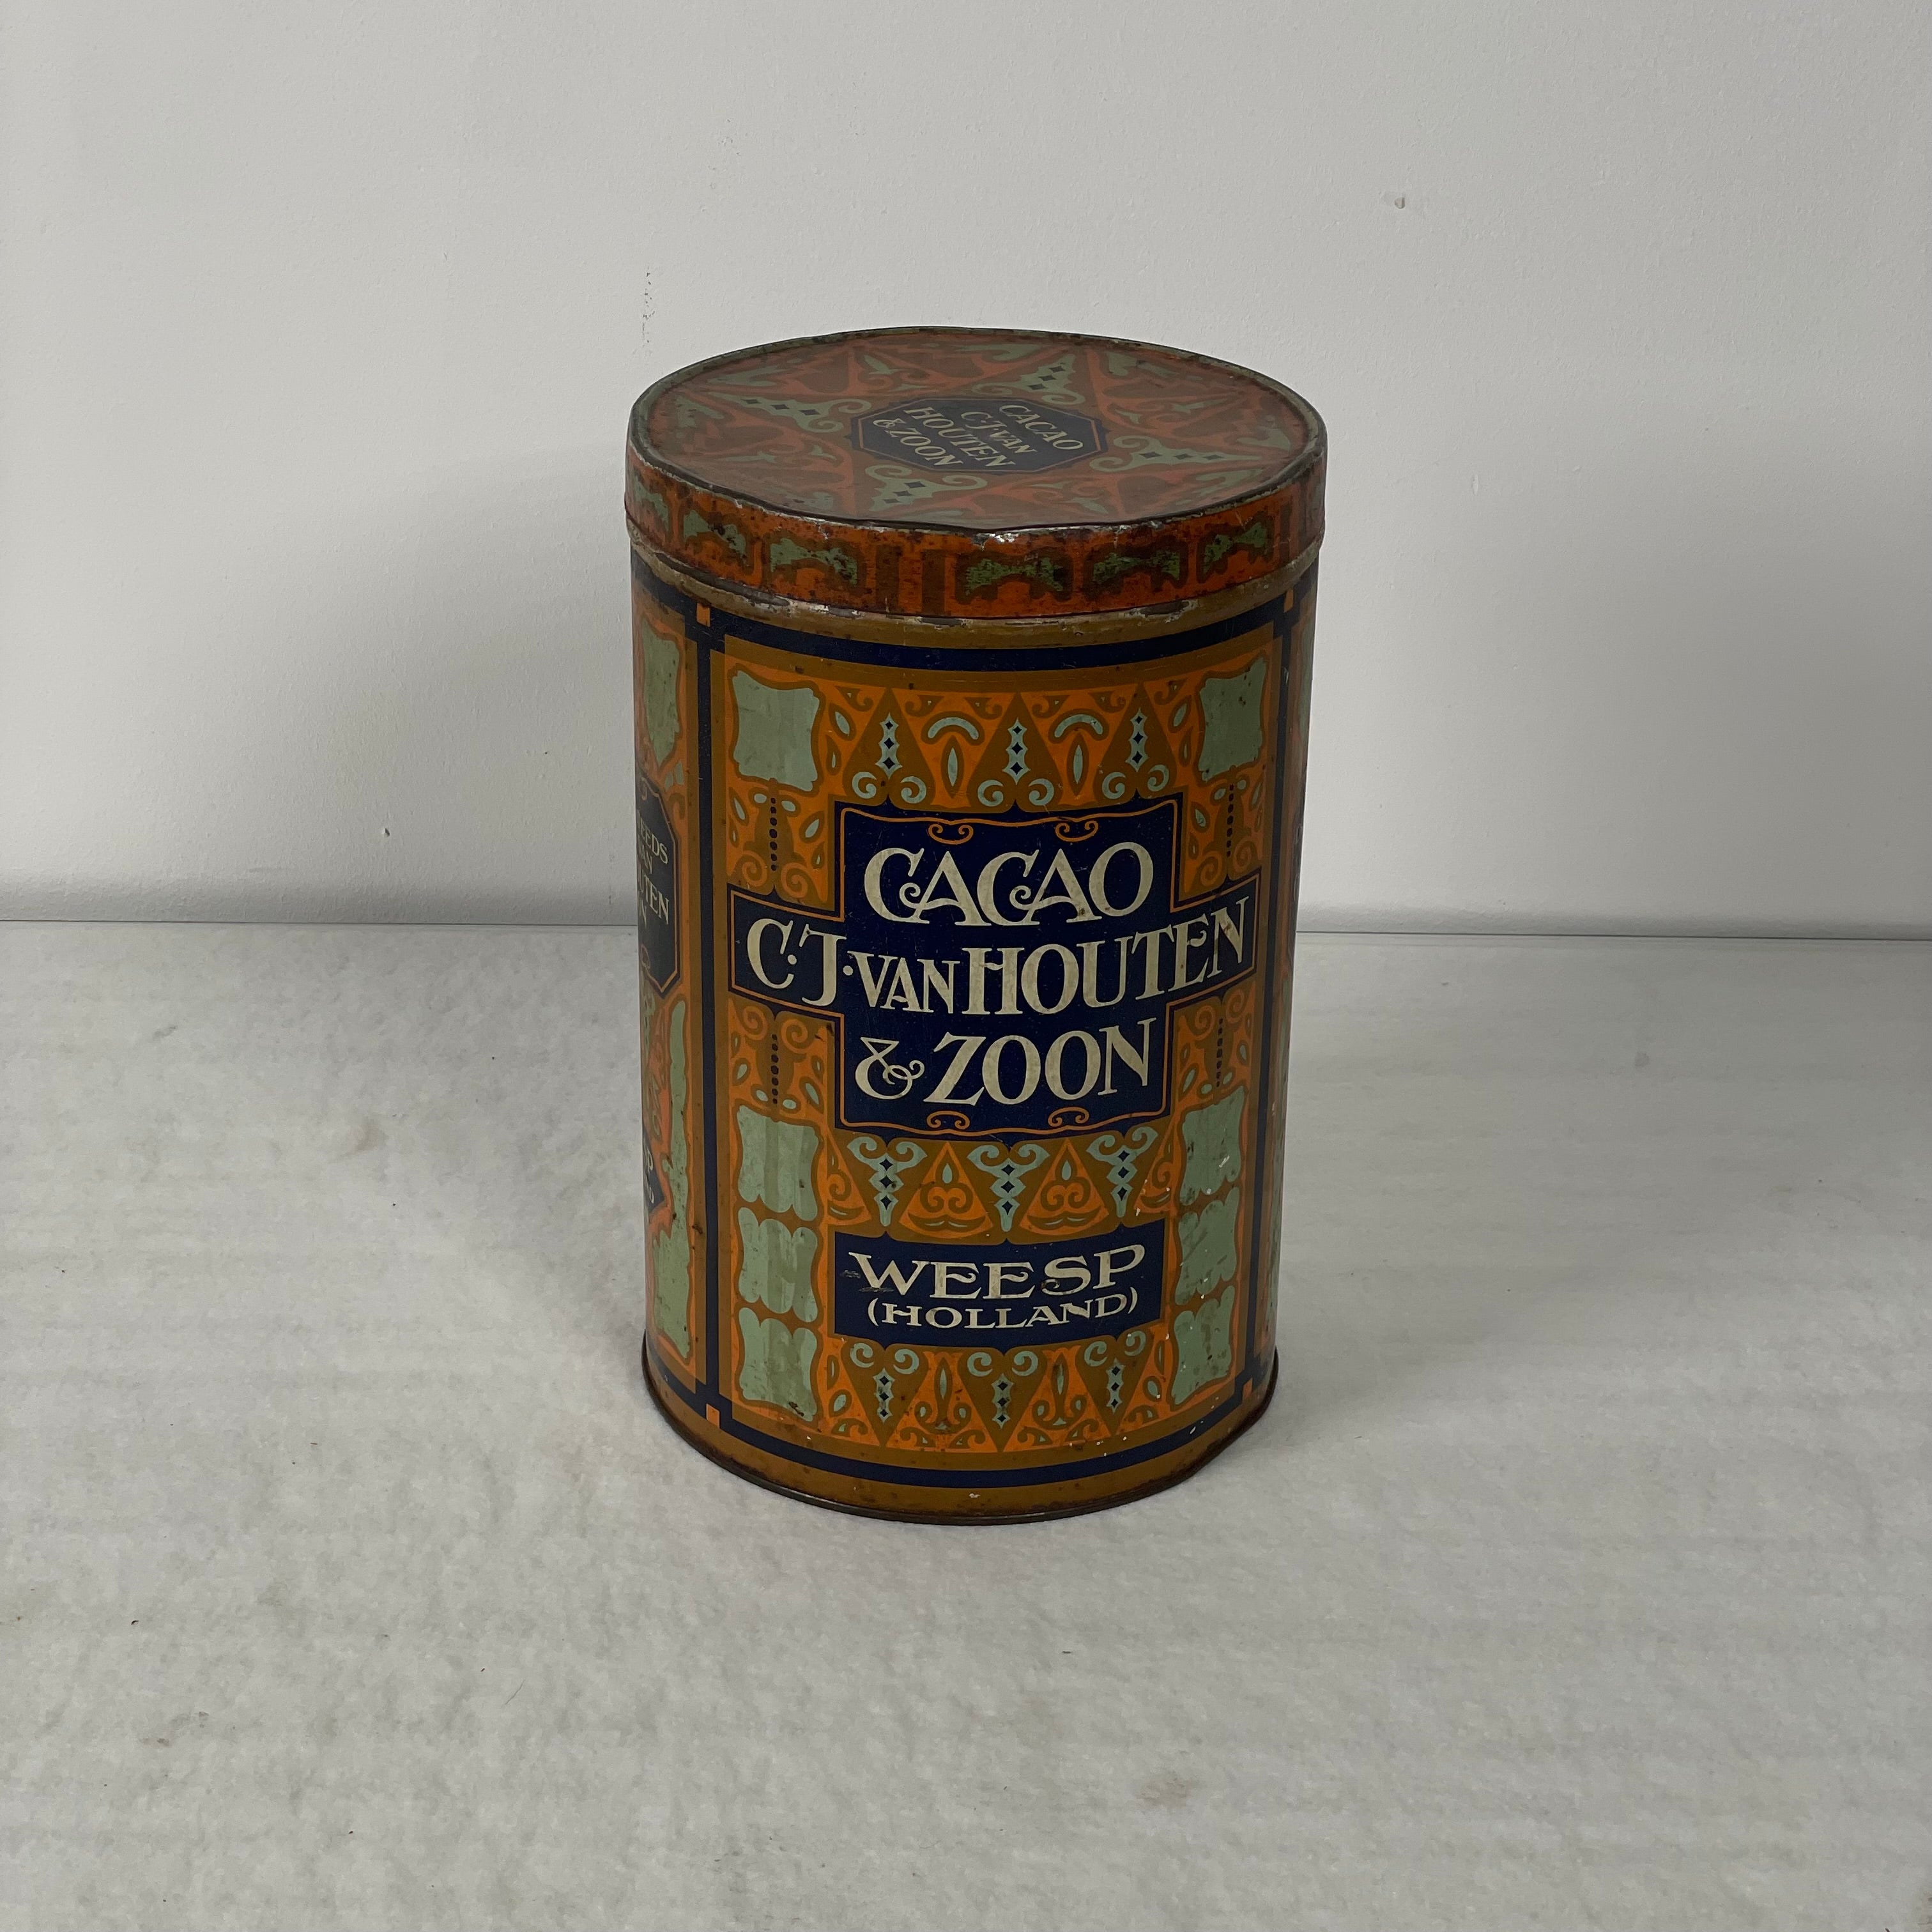 CACAO
C.J. VAN
HOUTEN
& ZOON
CACAO
C.J. VAN HOUTEN
& ZOON
WEESP
(HOLLAND)